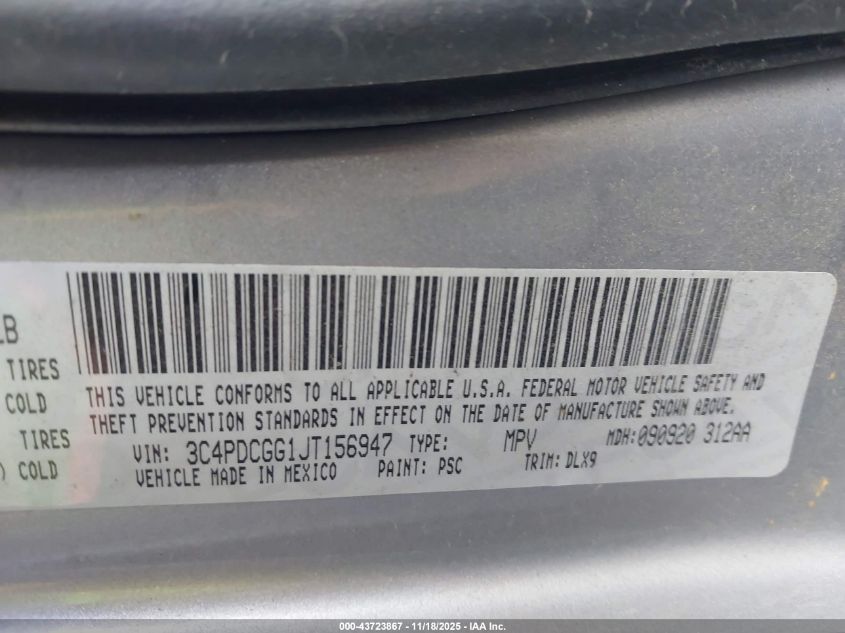 LB
TIRES
COLD
TIRES
) COLD
THIS VEHICLE CONFORMS TO ALL APPLICABLE U.S.A. FEDERAL MOTOR VEHICLE SAFETY AND
THEFT PREVENTION STANDARDS IN EFFECT ON THE DATE OF MANUFACTURE SHOWN ABOVE.
VIN: 3C4PDCGG1JT156947 TYPE: MPV MDH:090920 312AA
VEHICLE MADE IN MEXICO PAINT: PSC TRIM: DLX9
000-43723867 - 11/18/2025 - IAA Inc.